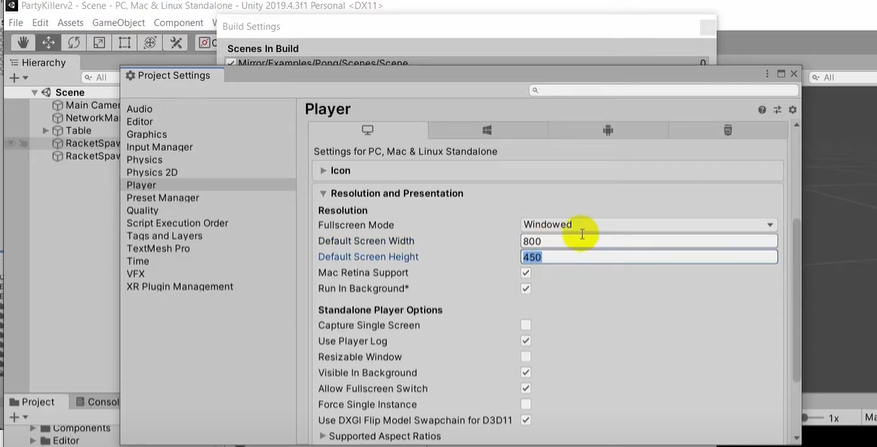 PartyKillerv2 - Scene - PC, Mac & Linux Standalone - Unity 2019.4.3f1 Personal <DX11>
File Edit Assets GameObject Component
Build Settings
Scenes In Build
Mirror/Examples/Pong/Scenes/Scene 0
Hierarchy
All
Scene
Main Camer
NetworkMa
Table
RacketSpaw
RacketSpaw
Project Settings
Audio
Editor
Graphics
Input Manager
Physics
Physics 2D
Player
Preset Manager
Quality
Script Execution Order
Tags and Layers
TextMesh Pro
Time
VFX
XR Plugin Management
Player
Settings for PC, Mac & Linux Standalone
Icon
Resolution and Presentation
Resolution
Fullscreen Mode Windowed
Default Screen Width 800
Default Screen Height 450
Mac Retina Support
Run In Background*
Standalone Player Options
Capture Single Screen
Use Player Log
Resizable Window
Visible In Background
Allow Fullscreen Switch
Force Single Instance
Use DXGI Flip Model Swapchain for D3D11
Supported Aspect Ratios
All
Project Consol
Components
Editor
1x Ma